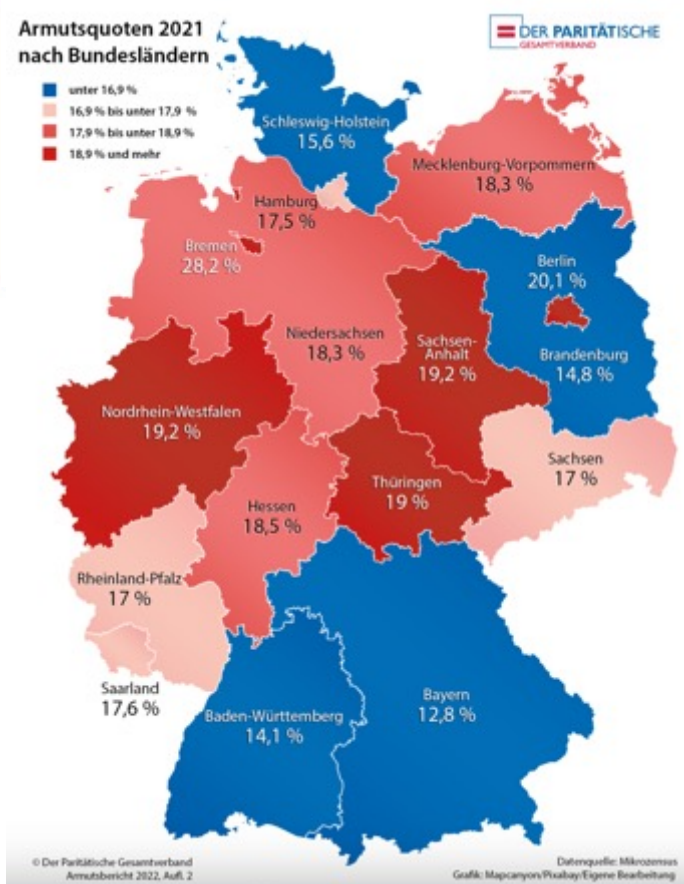 Armutsquoten 2021
nach Bundesländern
DER PARITÄTISCHE
GESAMTVERBAND
unter 16,9 %
16,9 % bis unter 17,9 %
17,9 % bis unter 18,9 %
18,9 % und mehr
Schleswig-Holstein
15,6 %
Mecklenburg-Vorpommern
18,3 %
Hamburg
17,5 %
Bremen
28,2 %
Berlin
20,1 %
Niedersachsen
18,3 %
Sachsen-
Anhalt
19,2 %
Brandenburg
14,8 %
Nordrhein-Westfalen
19,2 %
Sachsen
17 %
Thüringen
19 %
Hessen
18,5 %
Rheinland-Pfalz
17 %
Saarland
17,6 %
Baden-Württemberg
14,1 %
Bayern
12,8 %
© Der Paritätische Gesamtverband
Armutsbericht 2022, Aufl. 2
Datenquelle: Mikrozensus
Grafik: Mapcanyon/Pixabay/Eigene Bearbeitung